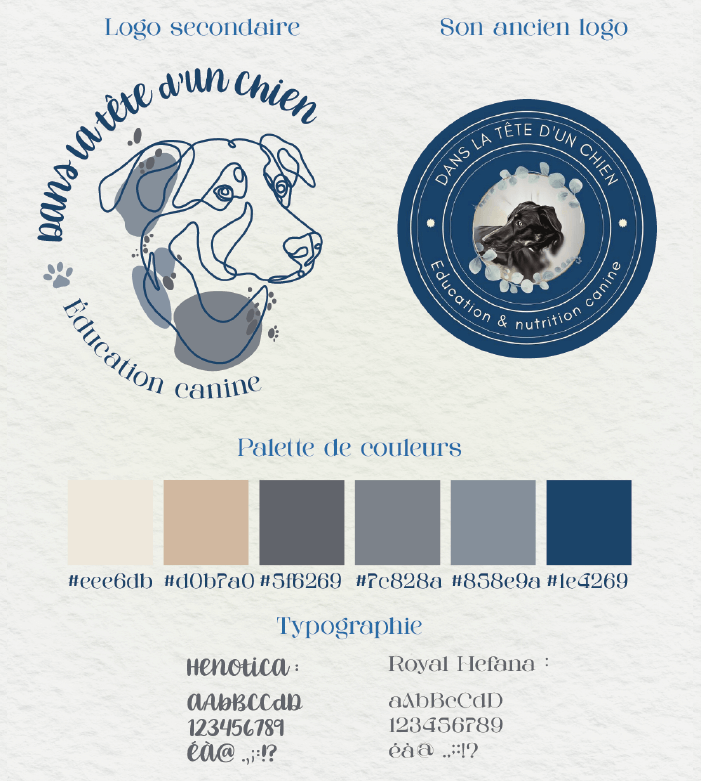 Logo secondaire
Son ancien logo
Dans la tête d'un chien
Éducation canine
DANS LA TÊTE D'UN CHIEN
Education & nutrition canine
Palette de couleurs
#eee6db #d0b7a0 #5f6269 #7c828a #858e9a #1e4269
Typographie
Henotica :
Royal Hefana :
aAbBCCdD
aAbBcCdD
123456789
123456789
éà@ .,;:!?
éà@ .,:;!?